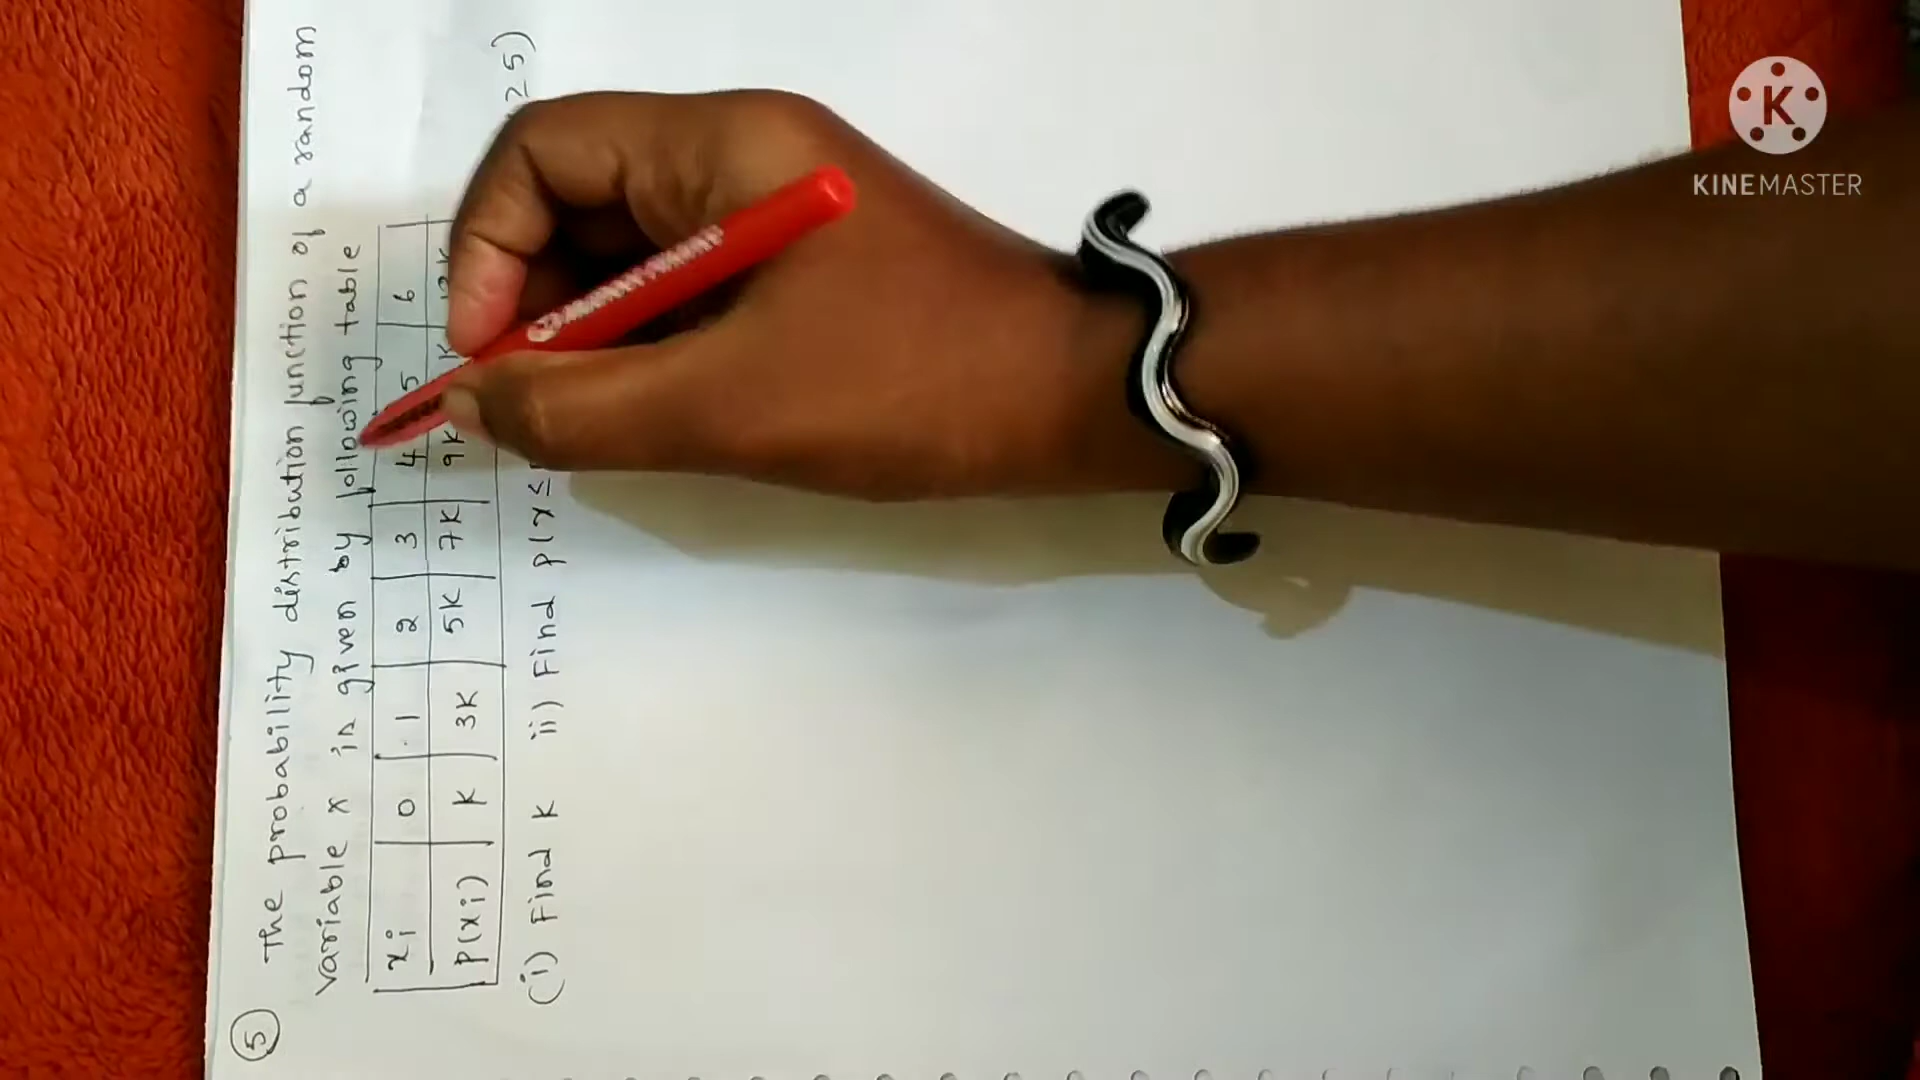 5 The probability distribution function of a random
variable x is given by following table
xi 0 1 2 3 4 5 6
P(xi) K 3K 5K 7K 9K K
(i) Find K ii) Find p(x≤ ≥5)
KINEMASTER